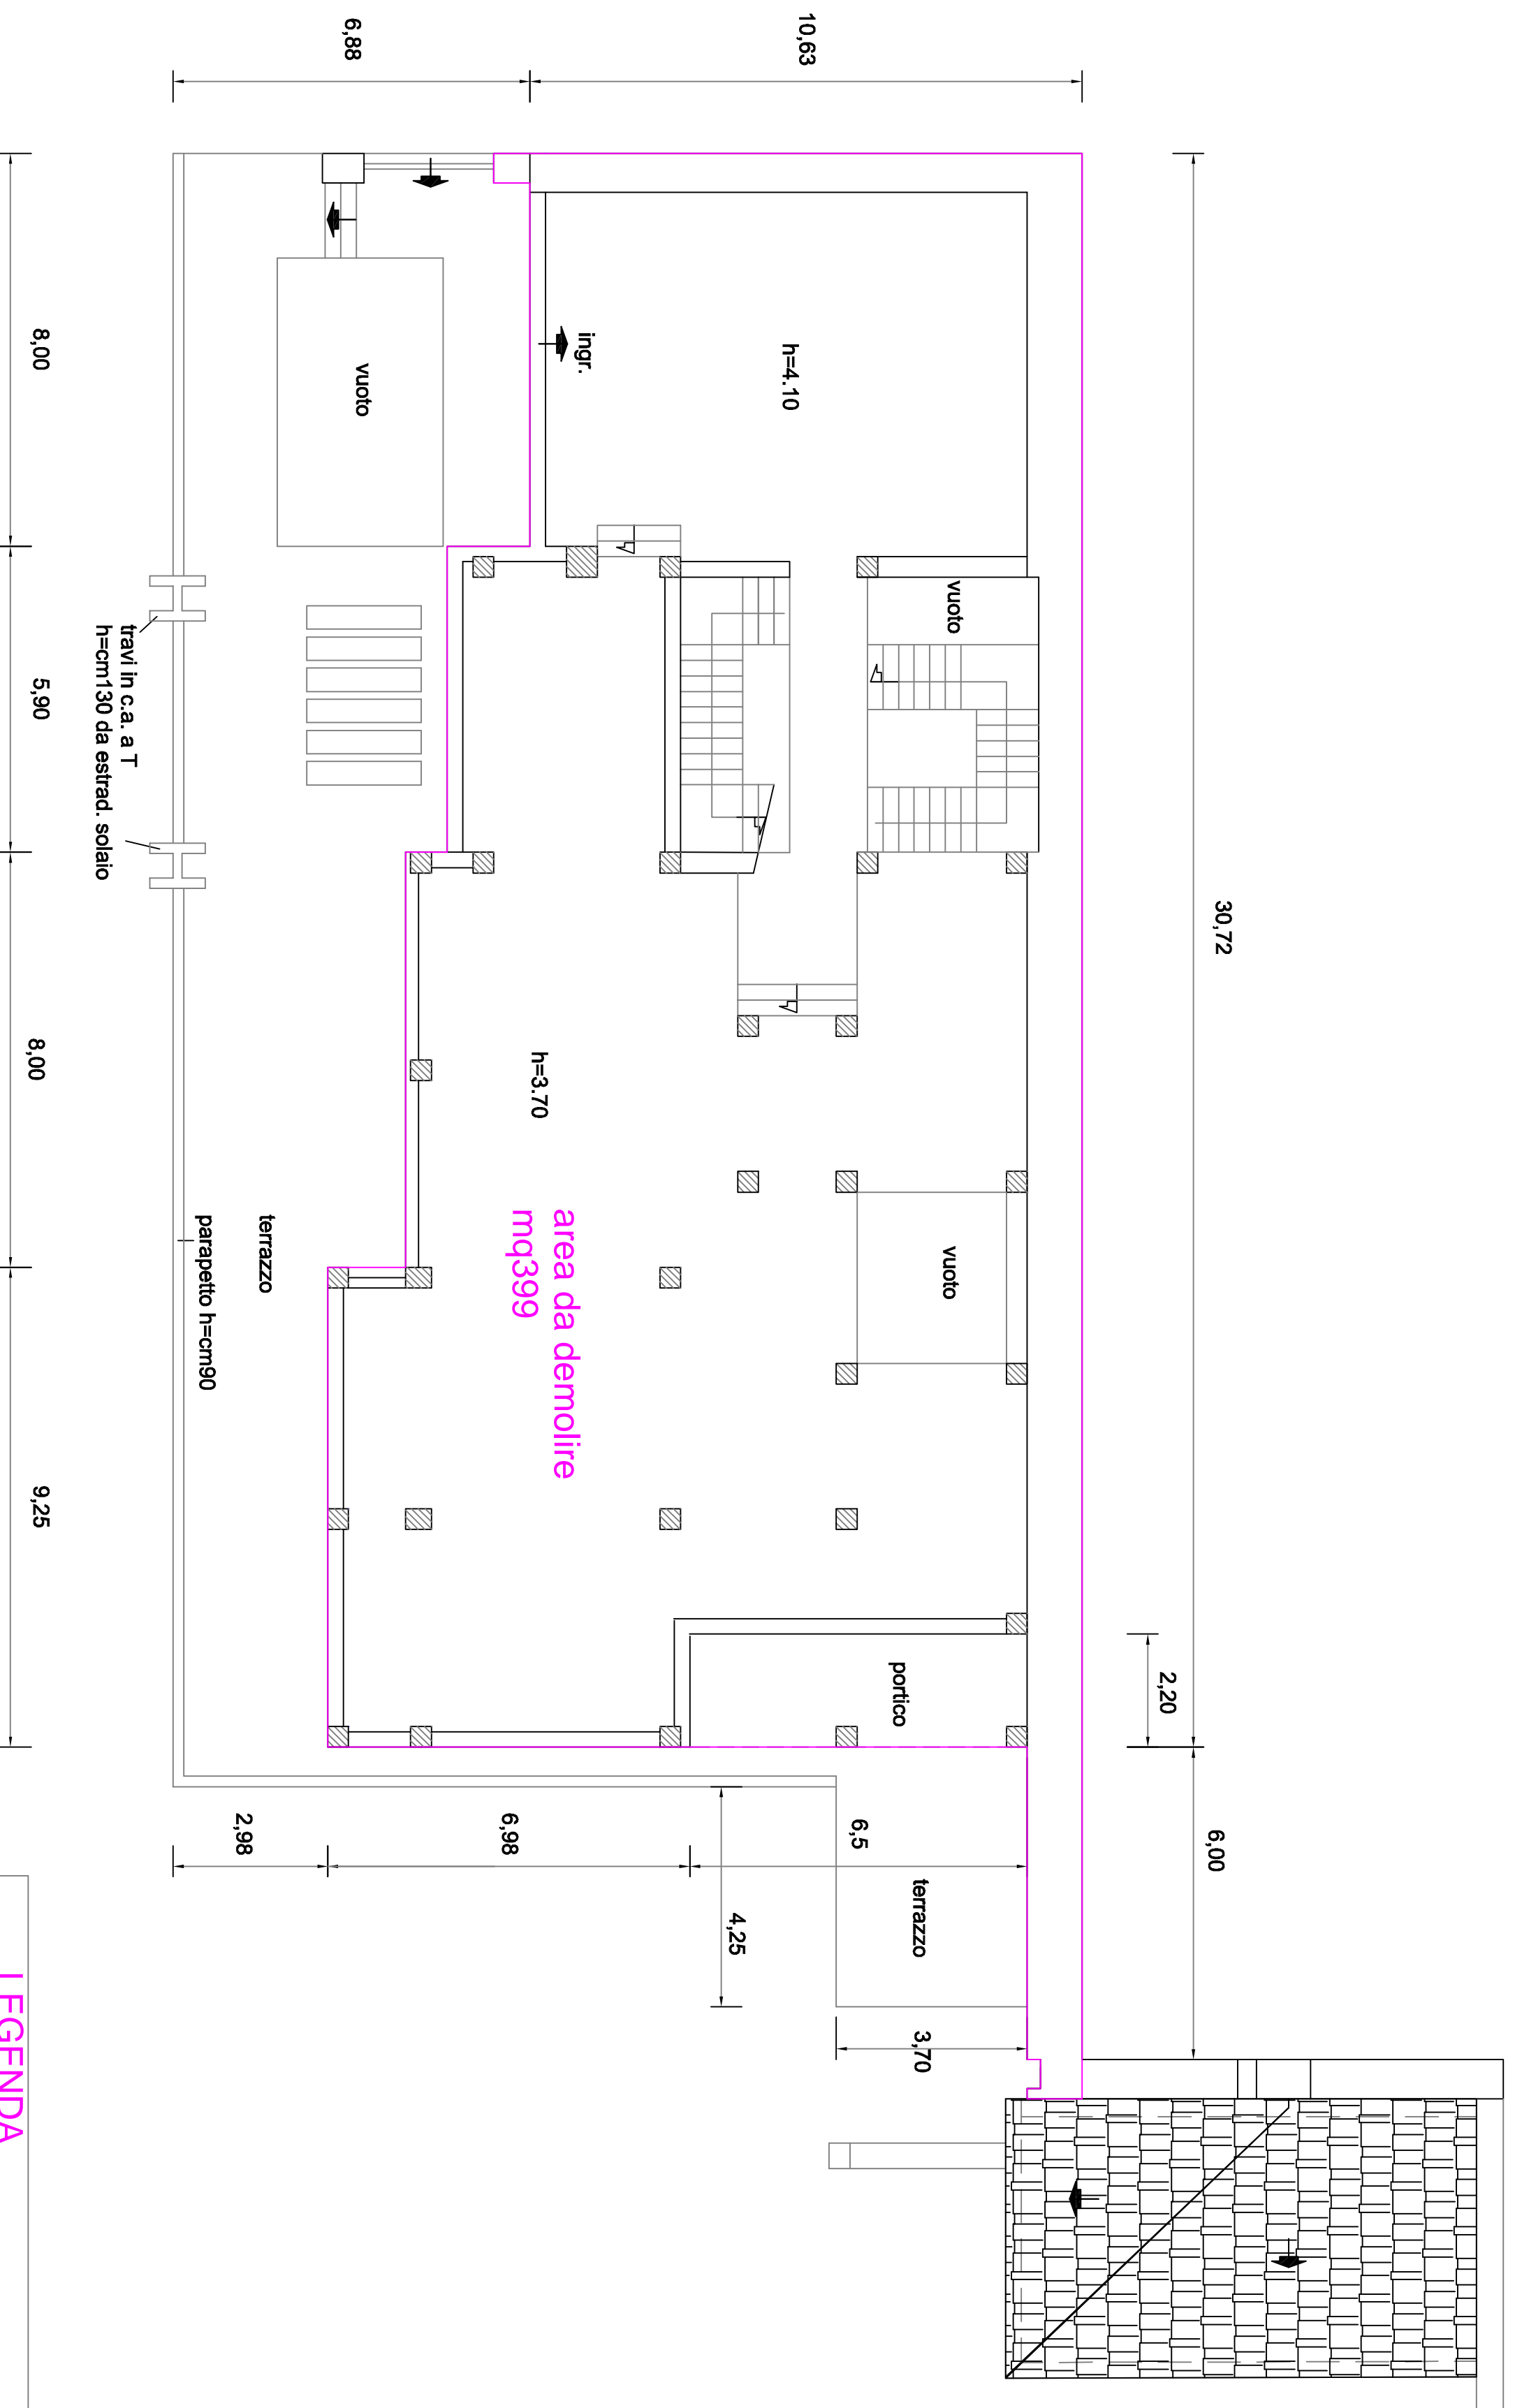 30,72
6,00
2,20
10,63
6,88
h=4.10
ingr.
vuoto
vuoto
vuoto
portico
h=3.70
area da demolire
mq399
6,5
terrazzo
3,70
4,25
6,98
2,98
terrazzo
parapetto h=cm90
travi in c.a. a T
h=cm130 da estrad. solaio
8,00
5,90
8,00
9,25
LEGENDA